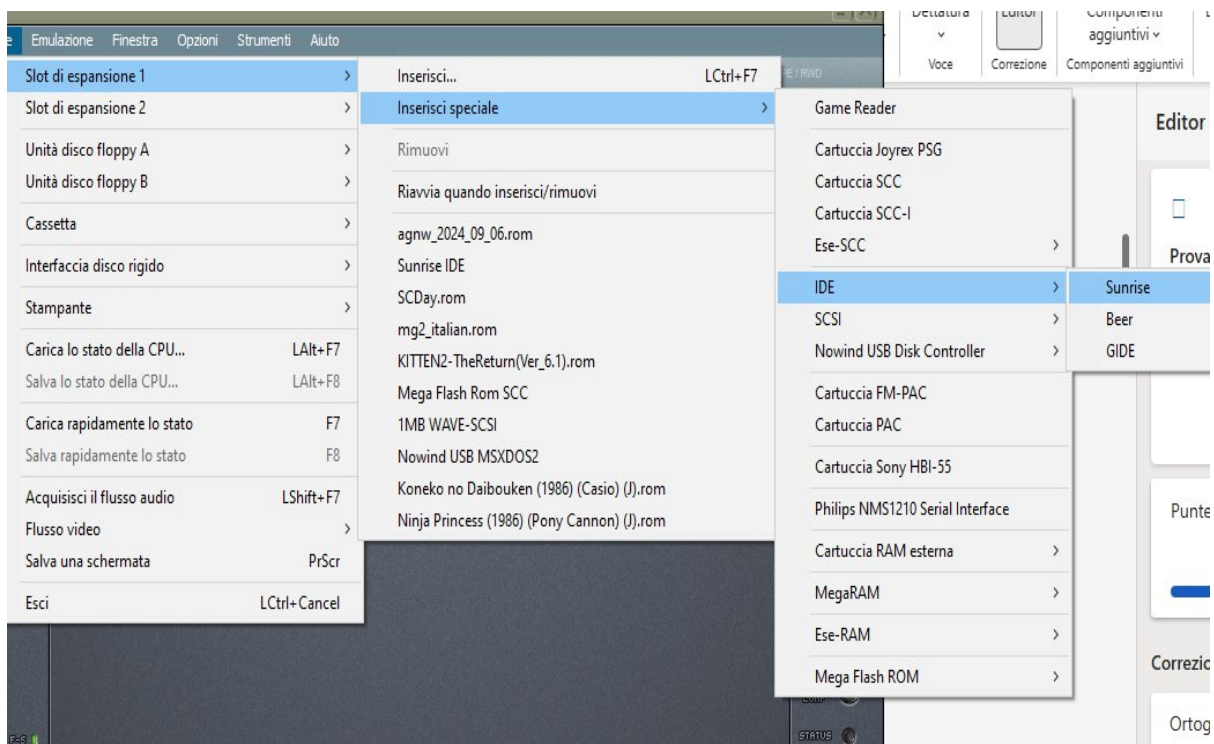 Emulazione Finestra Opzioni Strumenti Aiuto
Slot di espansione 1
Slot di espansione 2
Unità disco floppy A
Unità disco floppy B
Cassetta
Interfaccia disco rigido
Stampante
Carica lo stato della CPU... LAlt+F7
Salva lo stato della CPU... LAlt+F8
Carica rapidamente lo stato F7
Salva rapidamente lo stato F8
Acquisisci il flusso audio LShift+F7
Flusso video
Salva una schermata PrScr
Esci LCtrl+Cancel
Inserisci... LCtrl+F7
Inserisci speciale
Rimuovi
Riavvia quando inserisci/rimuovi
agnw_2024_09_06.rom
Sunrise IDE
SCDay.rom
mg2_italian.rom
KITTEN2-TheReturn(Ver_6.1).rom
Mega Flash Rom SCC
1MB WAVE-SCSI
Nowind USB MSXDOS2
Koneko no Daibouken (1986) (Casio) (J).rom
Ninja Princess (1986) (Pony Cannon) (J).rom
Game Reader
Cartuccia Joyrex PSG
Cartuccia SCC
Cartuccia SCC-I
Ese-SCC
IDE
SCSI
Nowind USB Disk Controller
Cartuccia FM-PAC
Cartuccia PAC
Cartuccia Sony HBI-55
Philips NMS1210 Serial Interface
Cartuccia RAM esterna
MegaRAM
Ese-RAM
Mega Flash ROM
Sunrise
Beer
GIDE
STATUS
Dettatura
Editor
Componenti
aggiuntivi
Voce
Correzione
Componenti aggiuntivi
Editor
Prova
Punte
Correzio
Ortog